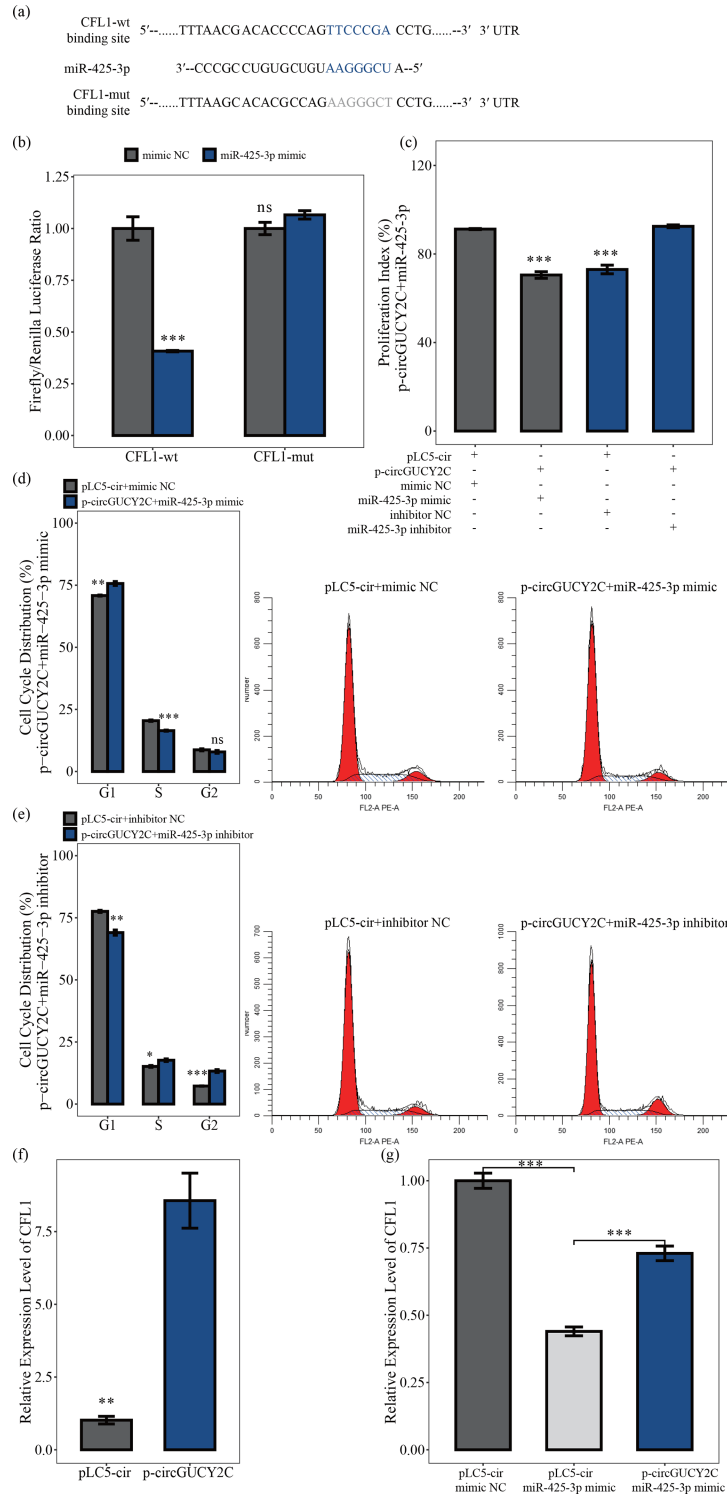 (a)
CFL1-wt
binding site
5'--......TTTAACGACACCCCAGTTCCCGA CCTG......--3' 3' UTR
miR-425-3p
3'--CCCGCCUGUGCUGUAAGGGCU A--5'
CFL1-mut
binding site
5'--......TTTAAGCACACGCCAGAAGGGCT CCTG......--3' 3' UTR
(b)
mimic NC
miR-425-3p mimic
Firefly/Renilla Luciferase Ratio
1.25
1.00
0.75
0.50
0.25
0.00
***
ns
CFL1-wt
CFL1-mut
(c)
Proliferation Index (%)
p-circGUCY2C+miR-425-3p
120
80
40
0
***
***
pLC5-cir + - + -
p-circGUCY2C - + - +
mimic NC + - - -
miR-425-3p mimic - + - -
inhibitor NC - - + -
miR-425-3p inhibitor - - - +
(d)
pLC5-cir+mimic NC
p-circGUCY2C+miR-425-3p mimic
Cell Cycle Distribution (%)
p−circGUCY2C+miR−425−3p mimic
100
75
50
25
0
**
***
ns
G1
S
G2
pLC5-cir+mimic NC
Number
800
600
400
200
0
0 50 100 150 200
FL2-A PE-A
p-circGUCY2C+miR-425-3p mimic
800
600
400
200
0
0 50 100 150 200
FL2-A PE-A
(e)
pLC5-cir+inhibitor NC
p-circGUCY2C+miR-425-3p inhibitor
Cell Cycle Distribution (%)
p−circGUCY2C+miR−425−3p inhibitor
100
75
50
25
0
**
*
***
G1
S
G2
pLC5-cir+inhibitor NC
Number
700
600
500
400
300
200
100
0
0 50 100 150 200
FL2-A PE-A
p-circGUCY2C+miR-425-3p inhibitor
1000
800
600
400
200
0
0 50 100 150 200
FL2-A PE-A
(f)
Relative Expression Level of CFL1
7.5
5.0
2.5
0.0
**
pLC5-cir
p-circGUCY2C
(g)
Relative Expression Level of CFL1
1.00
0.75
0.50
0.25
0.00
***
***
pLC5-cir
mimic NC
pLC5-cir
miR-425-3p mimic
p-circGUCY2C
miR-425-3p mimic